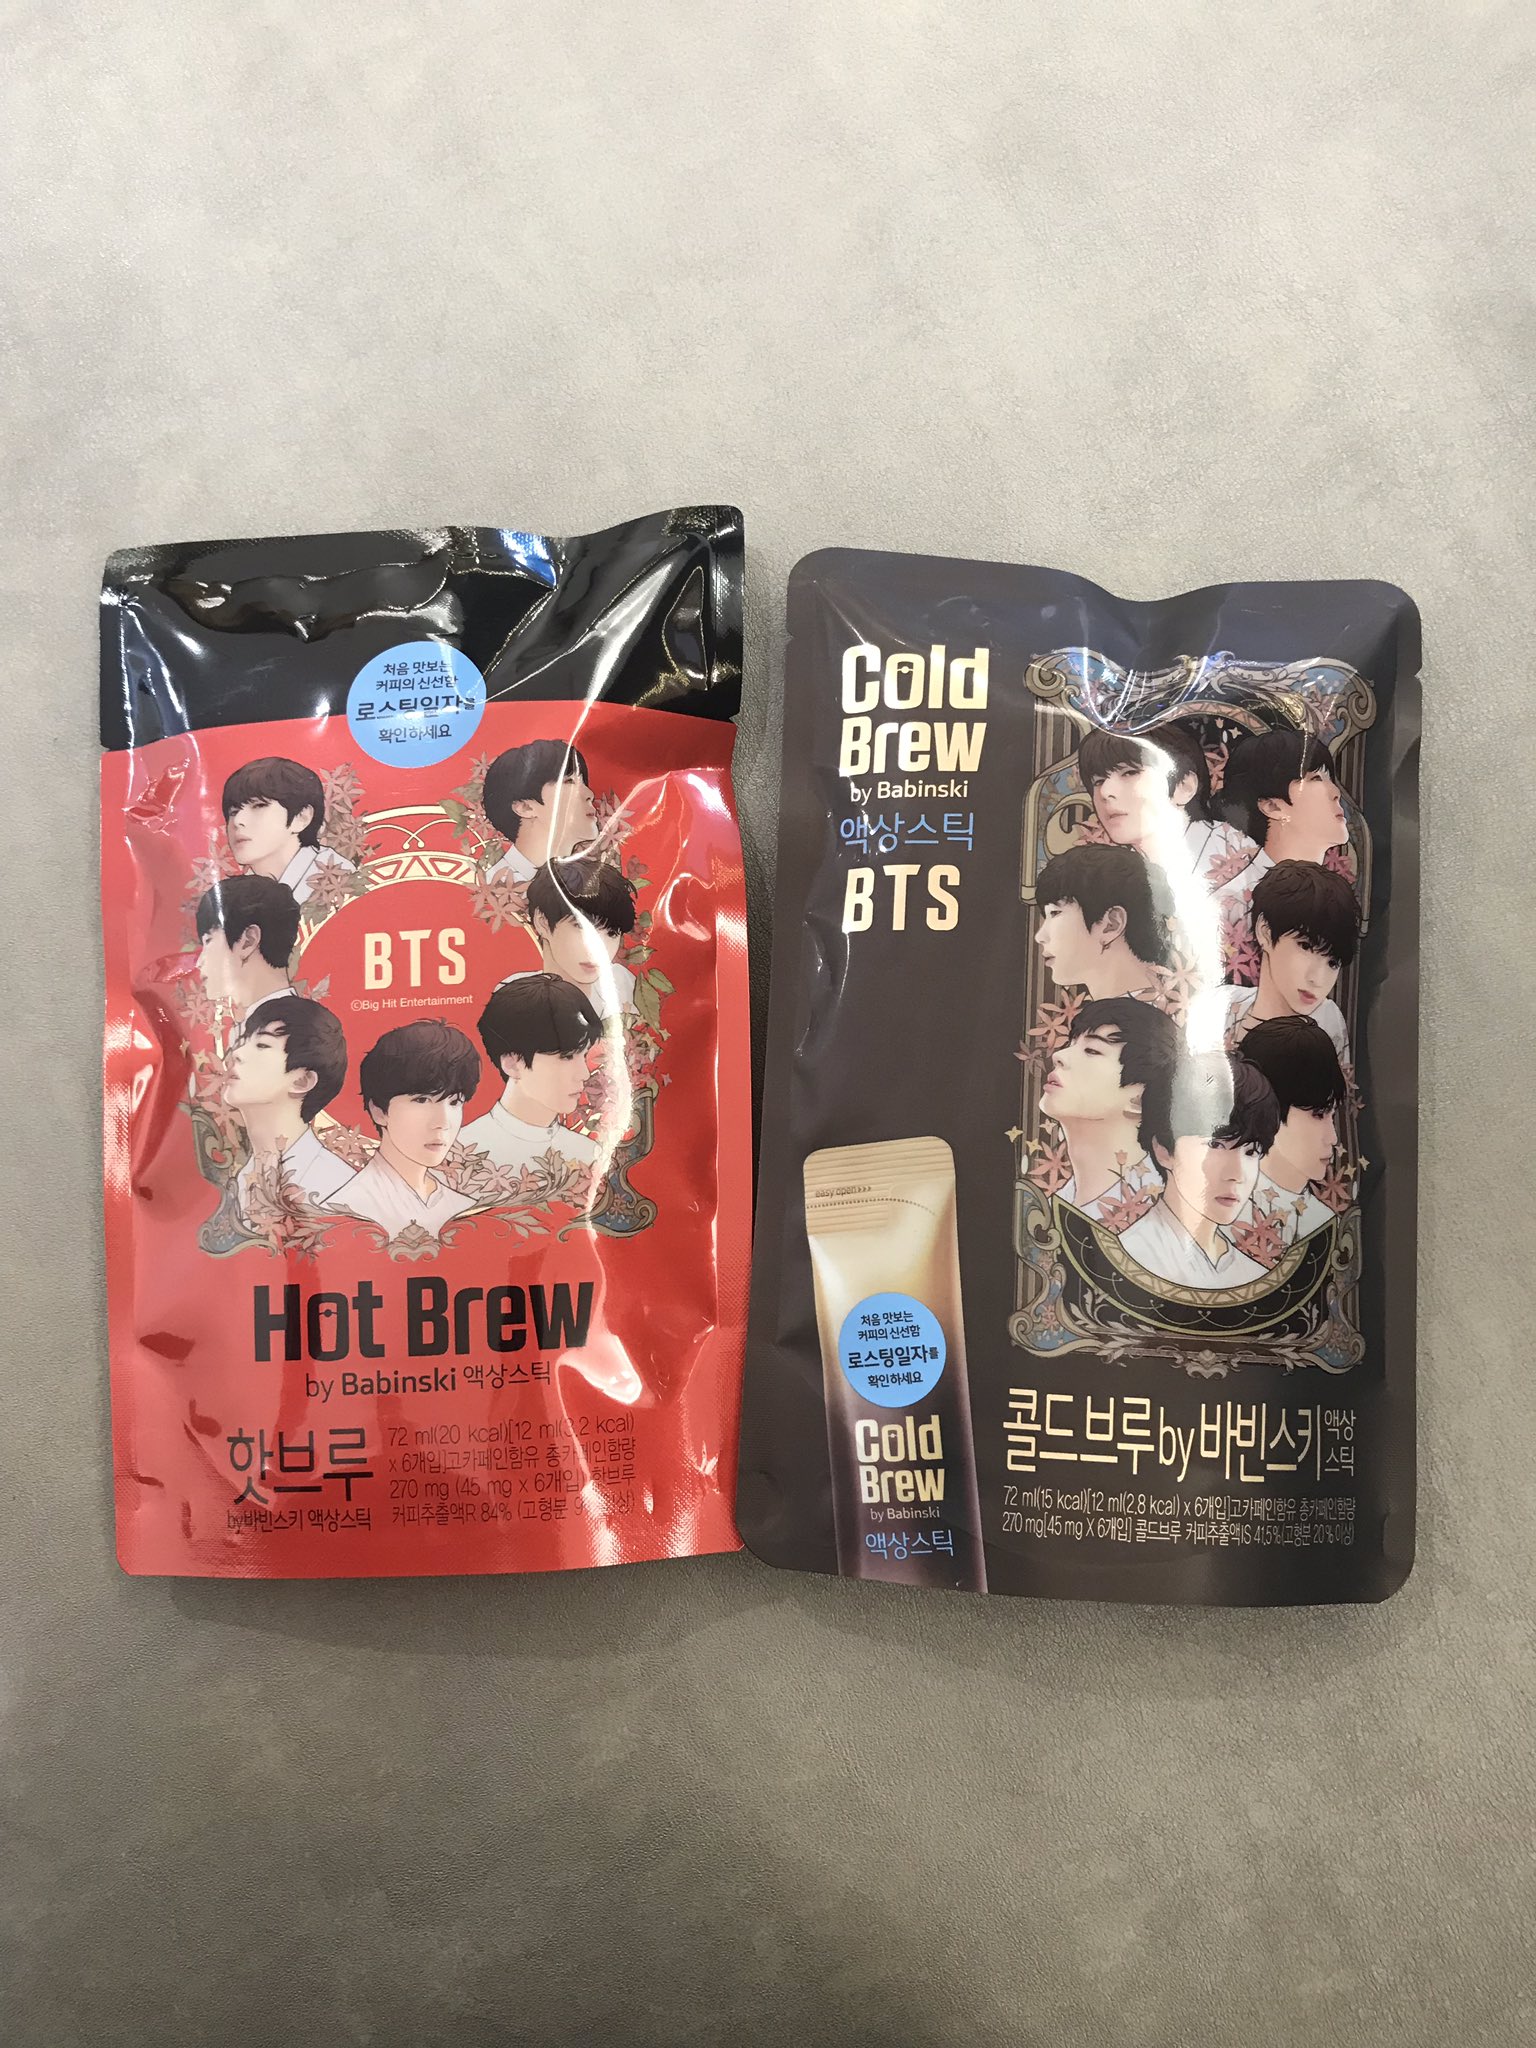 처음 맛보는
커피의 신선함
로스팅일자를
확인하세요
BTS
©Big Hit Entertainment
Hot Brew
by Babinski 액상스틱
핫브루
by바빈스키 액상스틱
72 ml(20 kcal)[12 ml(3.2 kcal)
x 6개입]고카페인함유 총카페인함량
270 mg (45 mg x 6개입) 핫브루
커피추출액R 84% (고형분
Cold
Brew
by Babinski
액상스틱
BTS
easy open>>>
처음 맛보는
커피의 신선함
로스팅일자를
확인하세요
Cold
Brew
by Babinski
액상스틱
콜드브루by바빈스키 액상
스틱
72 ml(15 kcal)[12 ml(2.8 kcal) x 6개입]고카페인함유 총카페인함량
270 mg[45 mg X 6개입] 콜드브루 커피추출액IS 41.5%(고형분 20%이상)